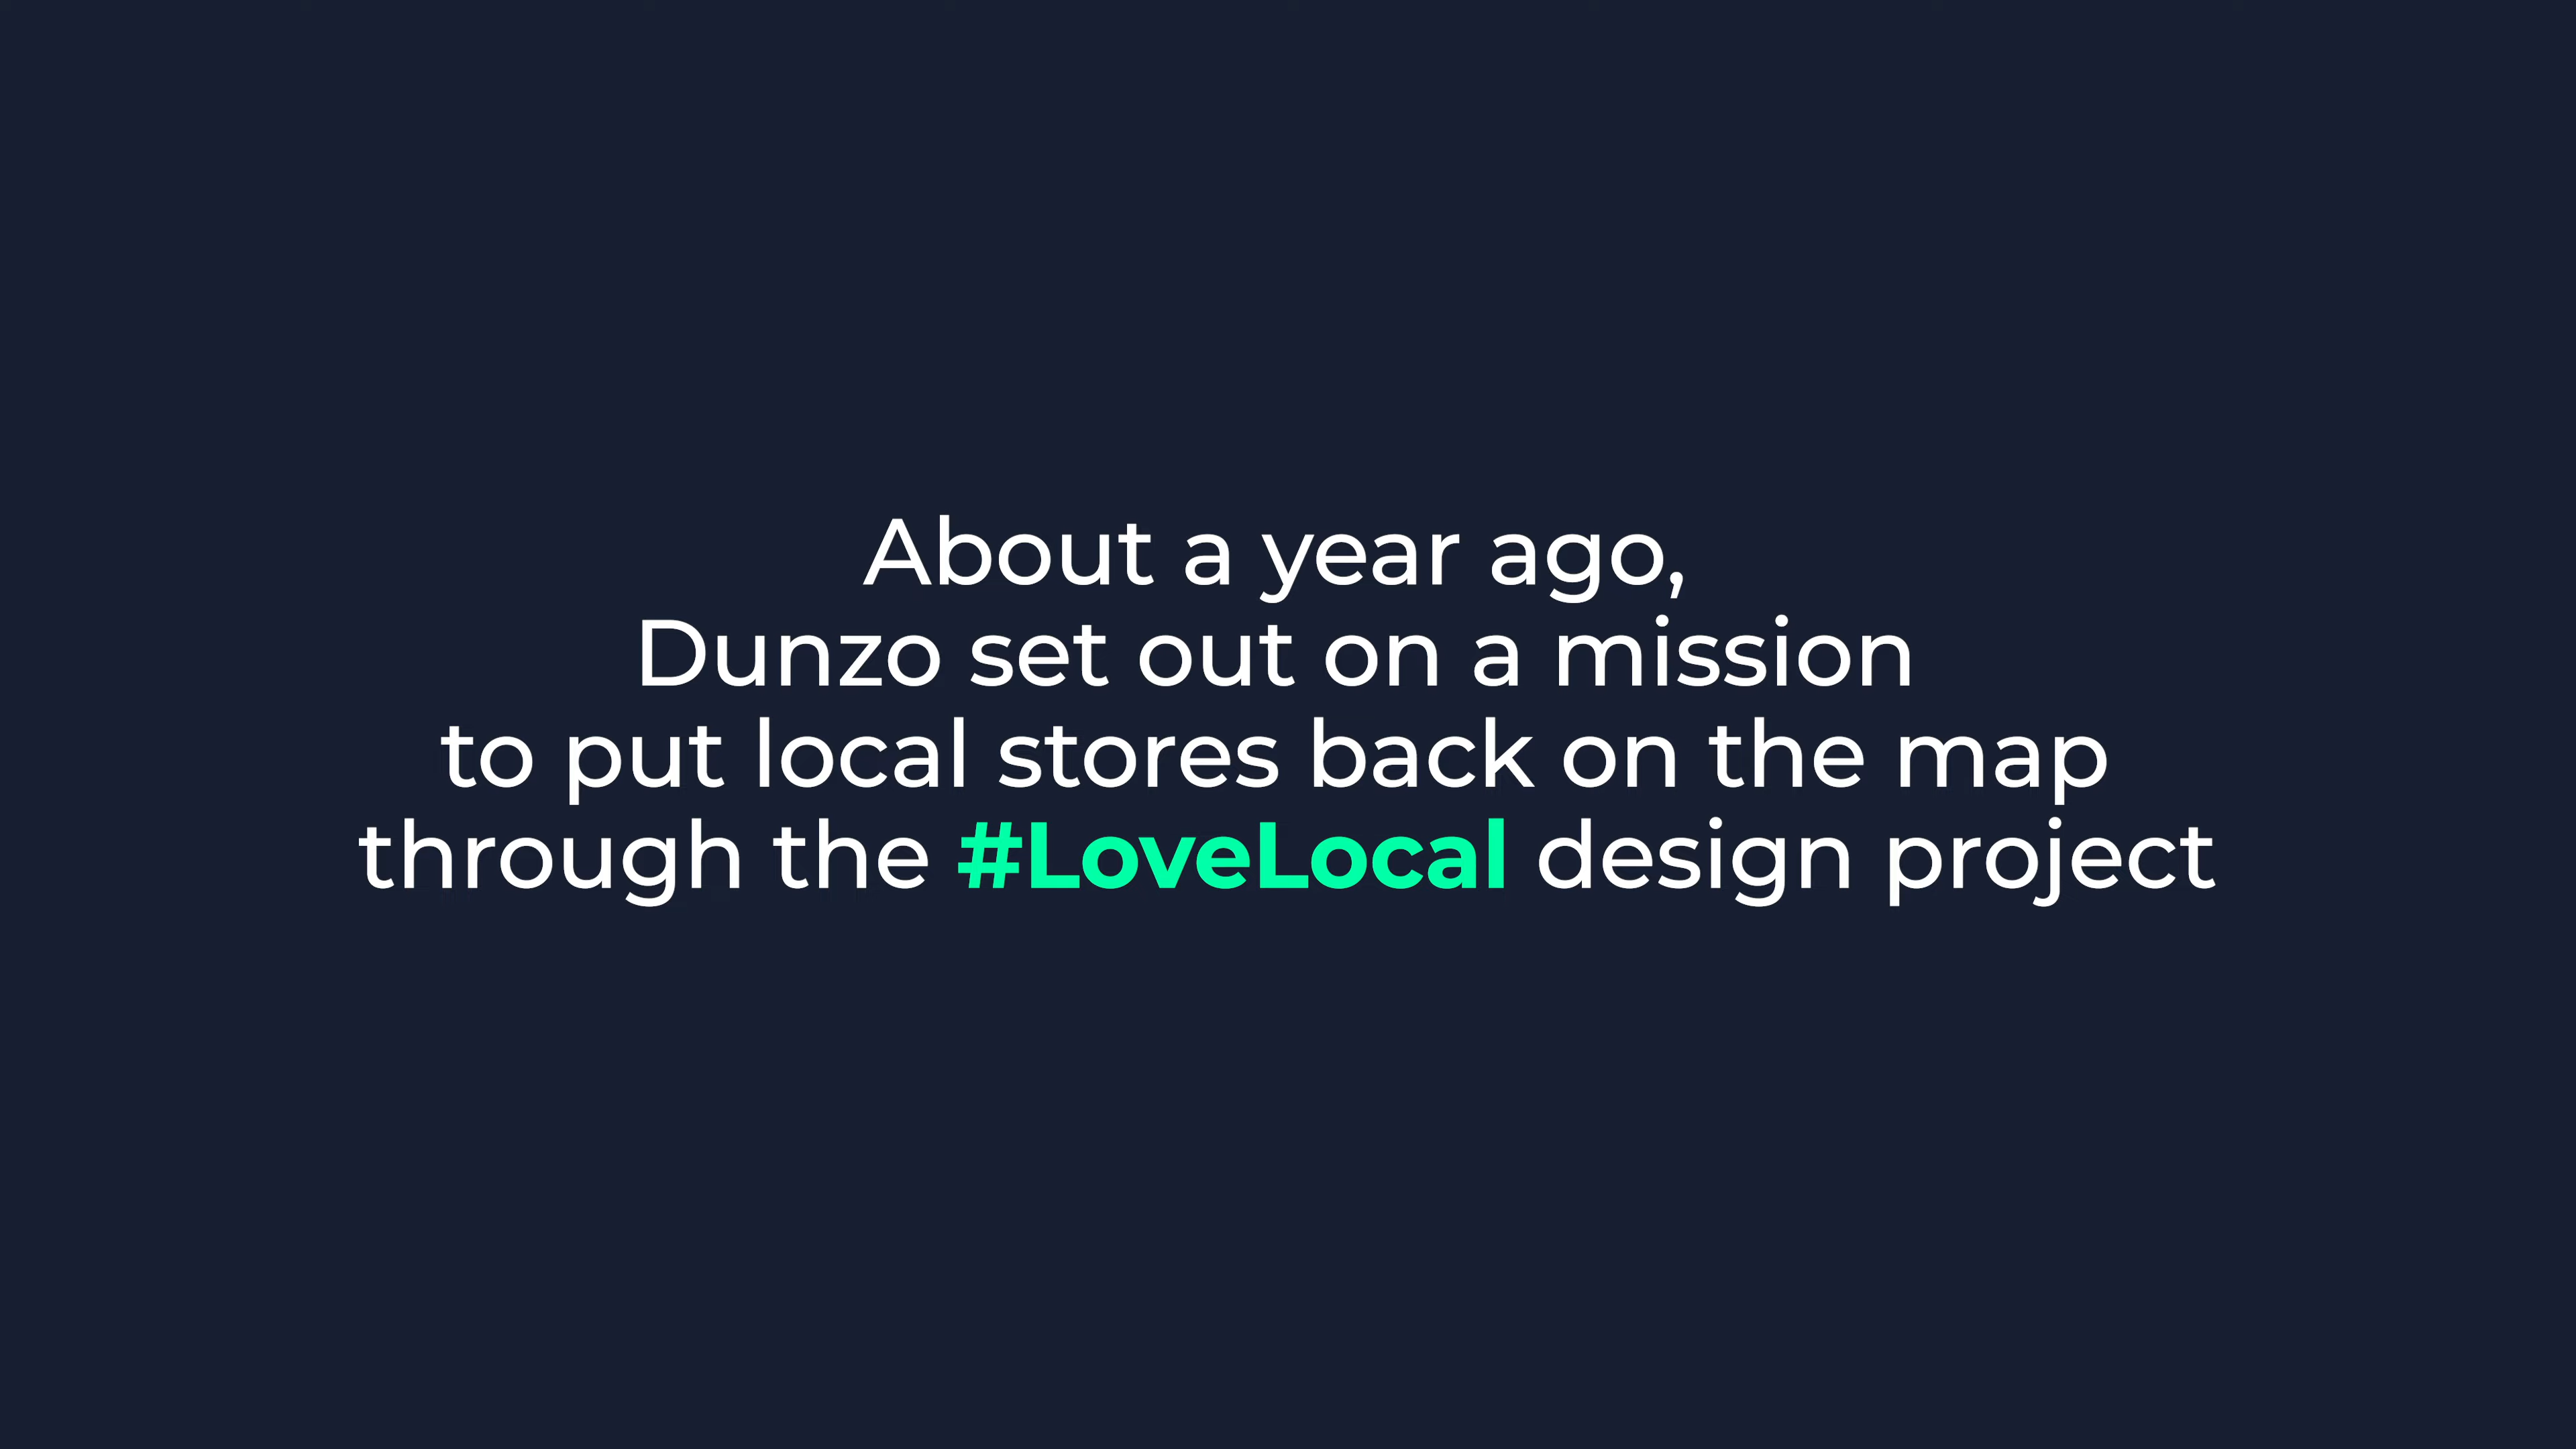 About a year ago,
Dunzo set out on a mission
to put local stores back on the map
through the #LoveLocal design project